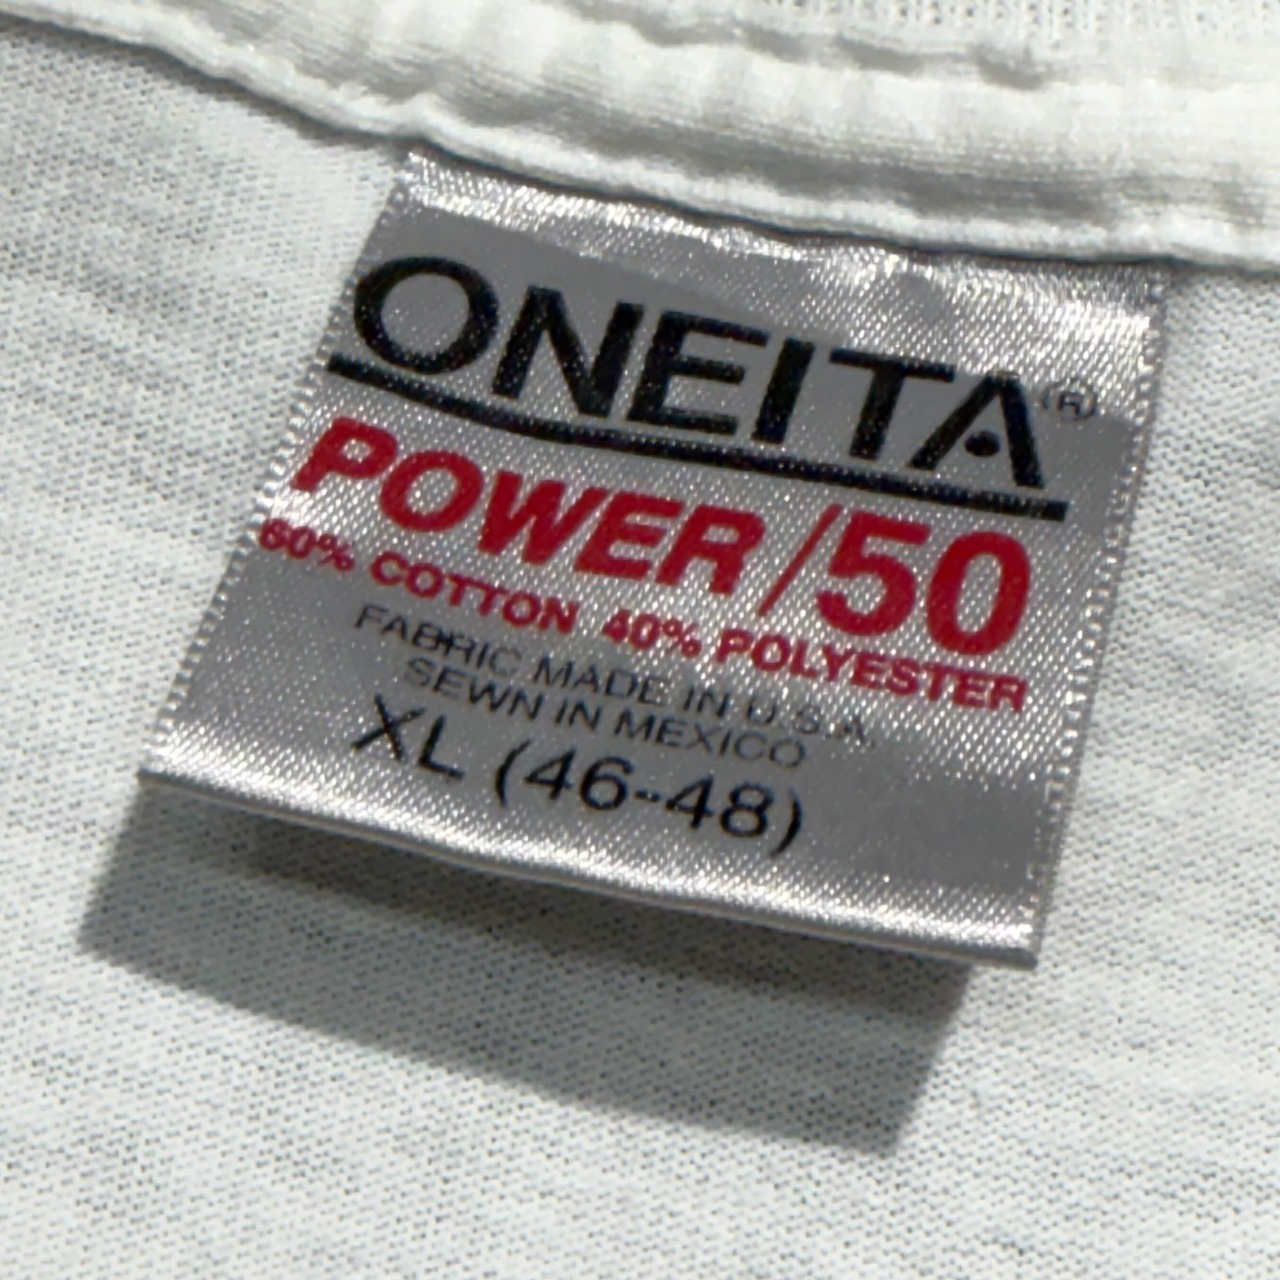 ONEITA®
POWER/50
60% COTTON 40% POLYESTER
FABRIC MADE IN U.S.A.
SEWN IN MEXICO
XL (46-48)